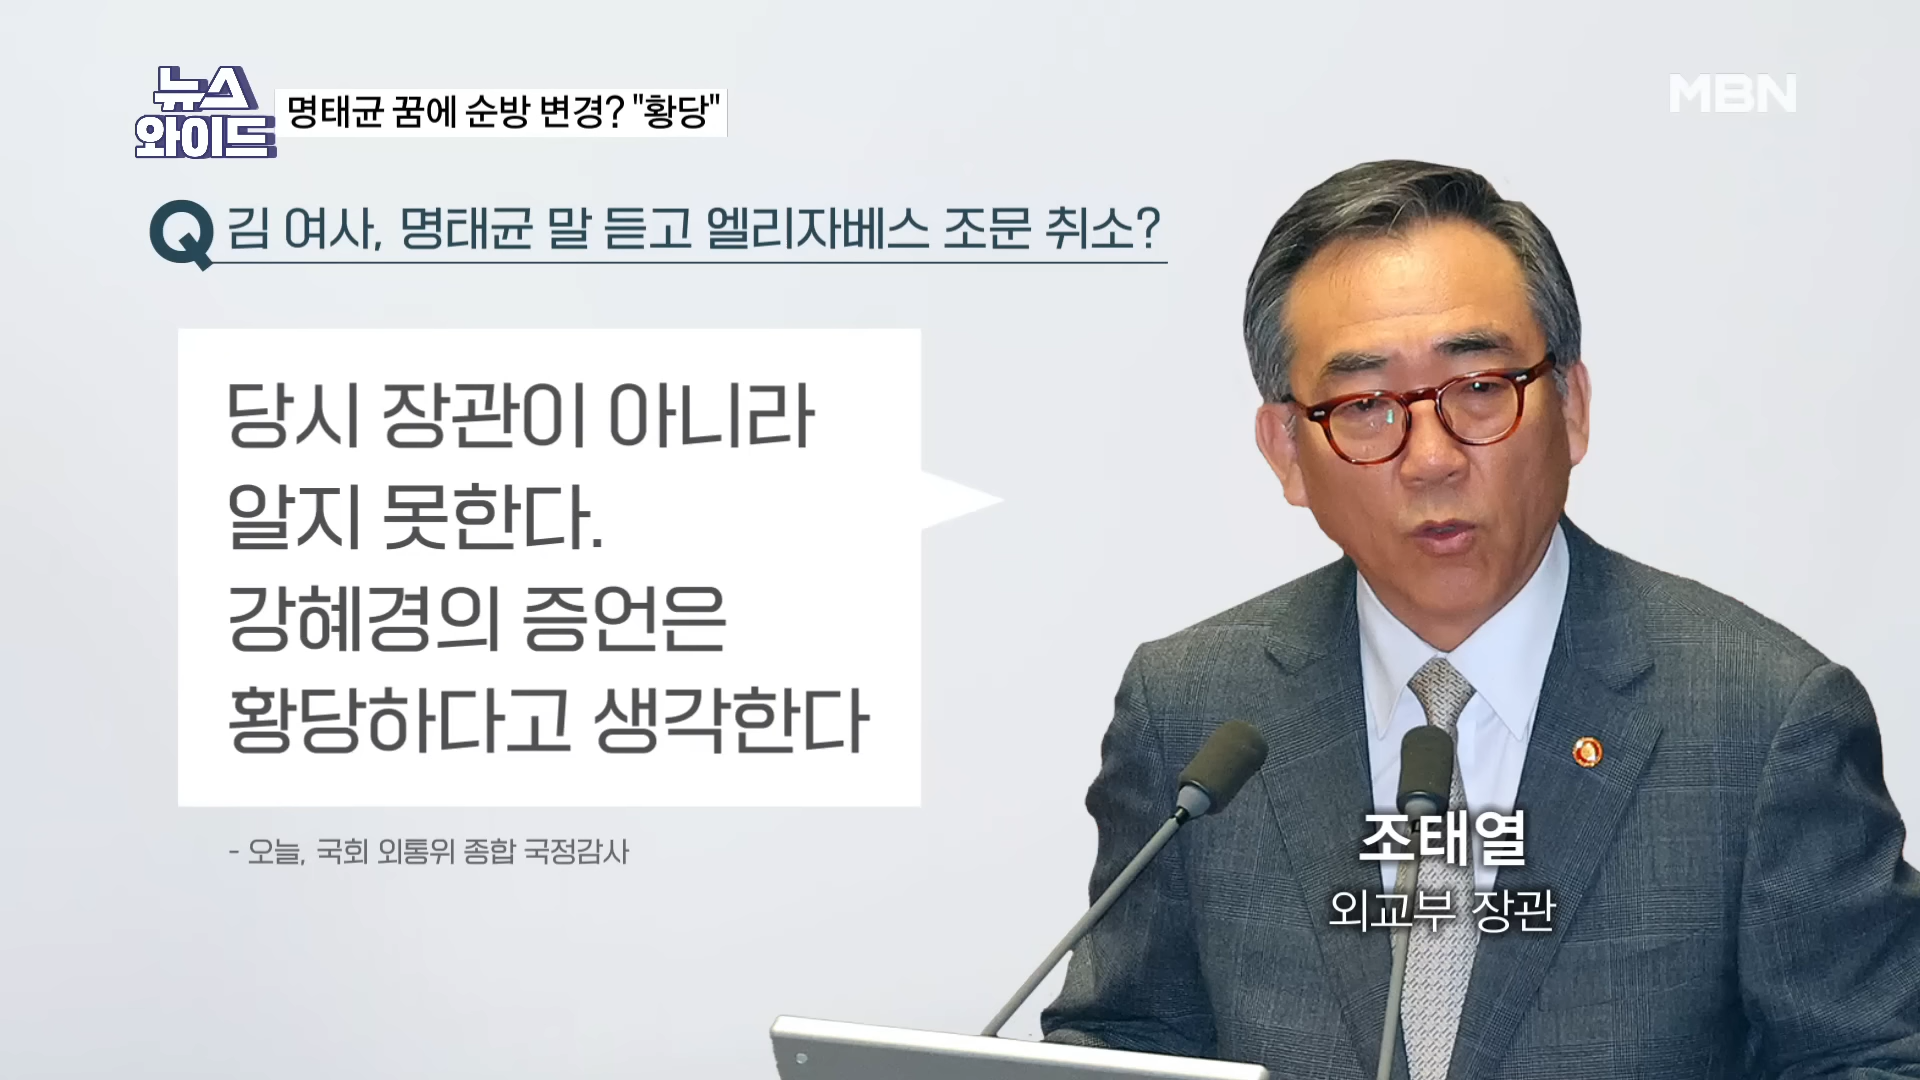 뉴스
와이드
명태균 꿈에 순방 변경? "황당"
MBN
Q 김 여사, 명태균 말 듣고 엘리자베스 조문 취소?
당시 장관이 아니라
알지 못한다.
강혜경의 증언은
황당하다고 생각한다
- 오늘, 국회 외통위 종합 국정감사
조태열
외교부 장관